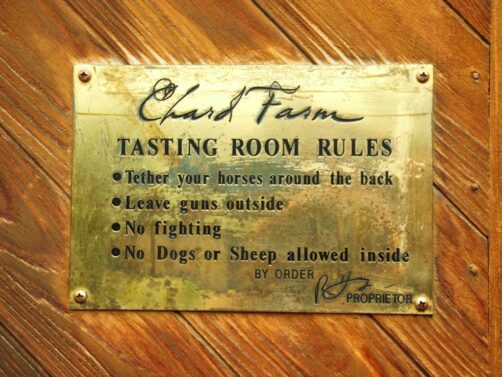 Chard Farm
TASTING ROOM RULES
• Tether your horses around the back
• Leave guns outside
• No fighting
• No Dogs or Sheep allowed inside
BY ORDER
PROPRIETOR